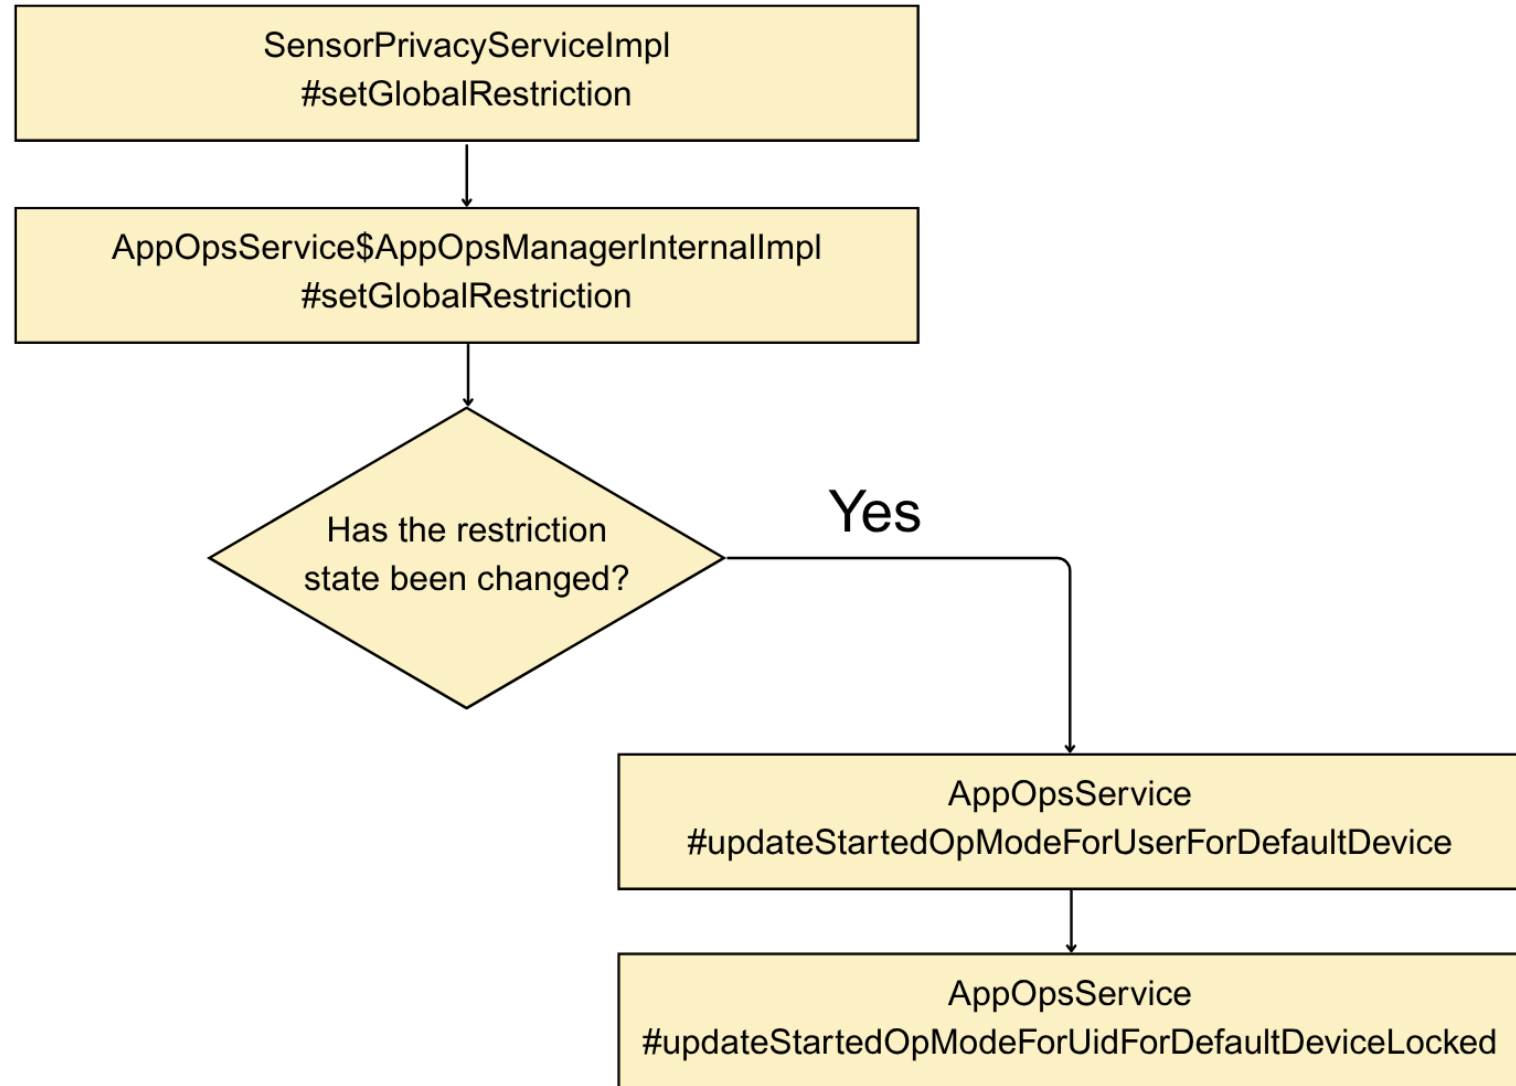 SensorPrivacyServiceImpl
#setGlobalRestriction
AppOpsService$AppOpsManagerInternalImpl
#setGlobalRestriction
Has the restriction
state been changed?
Yes
AppOpsService
#updateStartedOpModeForUserForDefaultDevice
AppOpsService
#updateStartedOpModeForUidForDefaultDeviceLocked